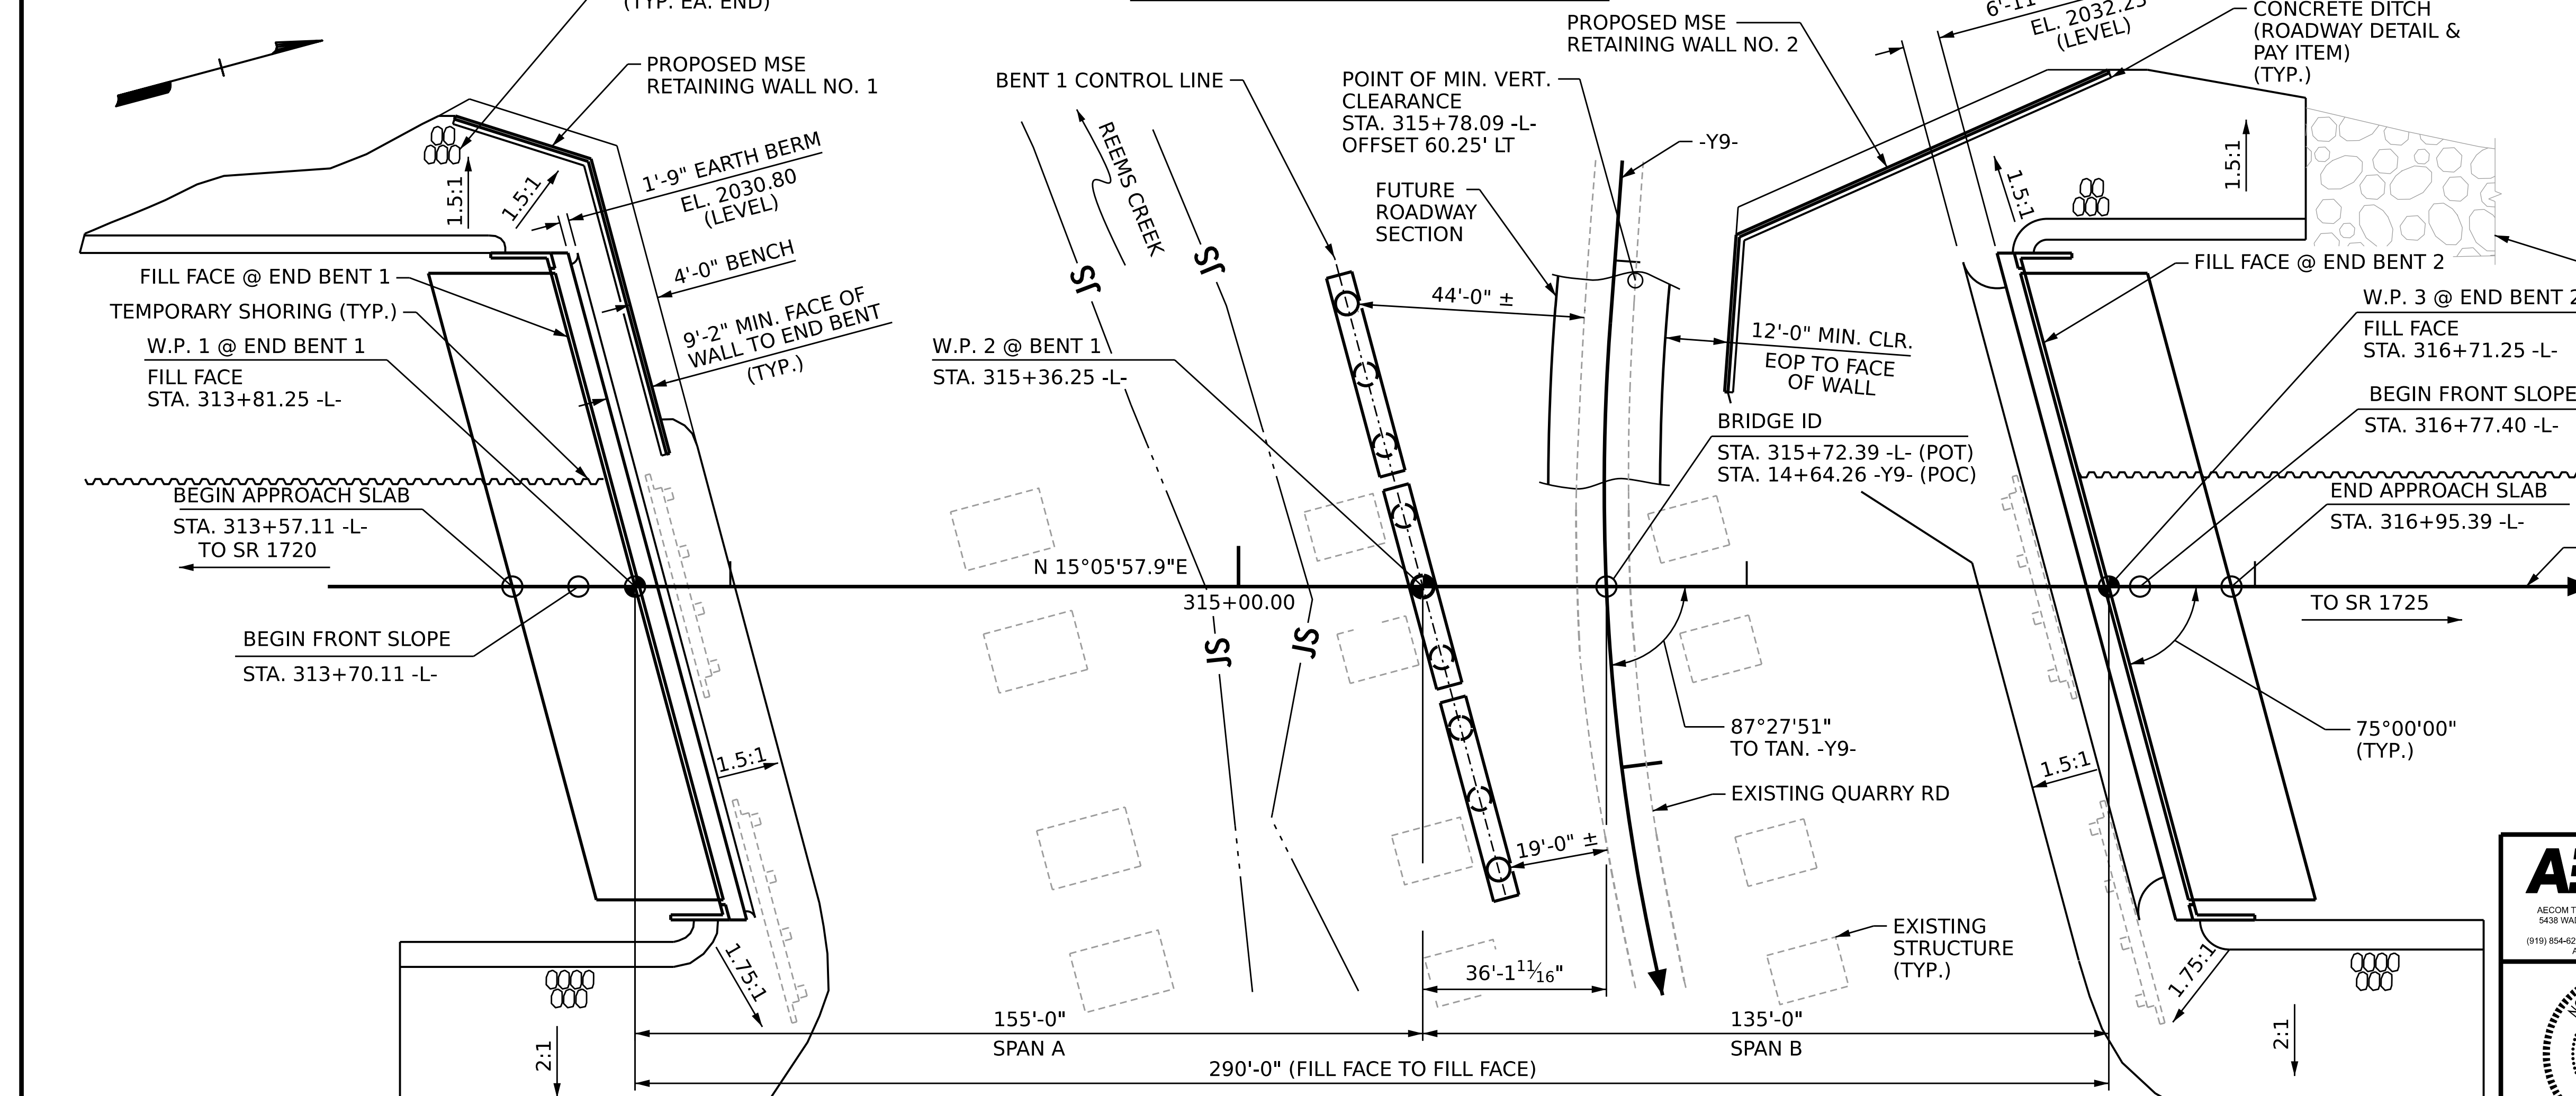 (TYP. EA. END)
PROPOSED MSE
RETAINING WALL NO. 1
1'-9" EARTH BERM
EL. 2030.80
(LEVEL)
4'-0" BENCH
9'-2" MIN. FACE OF
WALL TO END BENT
(TYP.)
1.5:1
1.5:1
FILL FACE @ END BENT 1
TEMPORARY SHORING (TYP.)
W.P. 1 @ END BENT 1
FILL FACE
STA. 313+81.25 -L-
BEGIN APPROACH SLAB
STA. 313+57.11 -L-
TO SR 1720
BEGIN FRONT SLOPE
STA. 313+70.11 -L-
1.5:1
1.75:1
2:1
BENT 1 CONTROL LINE
REEMS CREEK
JS
JS
W.P. 2 @ BENT 1
STA. 315+36.25 -L-
N 15°05'57.9"E
315+00.00
JS
JS
POINT OF MIN. VERT.
CLEARANCE
STA. 315+78.09 -L-
OFFSET 60.25' LT
FUTURE
ROADWAY
SECTION
44'-0" ±
-Y9-
PROPOSED MSE
RETAINING WALL NO. 2
12'-0" MIN. CLR.
EOP TO FACE
OF WALL
BRIDGE ID
STA. 315+72.39 -L- (POT)
STA. 14+64.26 -Y9- (POC)
87°27'51"
TO TAN. -Y9-
EXISTING QUARRY RD
19'-0" ±
EXISTING
STRUCTURE
(TYP.)
36'-1 11/16"
155'-0"
SPAN A
135'-0"
SPAN B
290'-0" (FILL FACE TO FILL FACE)
EL. 2032.23
(LEVEL)
CONCRETE DITCH
(ROADWAY DETAIL &
PAY ITEM)
(TYP.)
1.5:1
1.5:1
FILL FACE @ END BENT 2
W.P. 3 @ END BENT 2
FILL FACE
STA. 316+71.25 -L-
BEGIN FRONT SLOPE
STA. 316+77.40 -L-
END APPROACH SLAB
STA. 316+95.39 -L-
TO SR 1725
75°00'00"
(TYP.)
1.5:1
1.75:1
2:1
AECOM